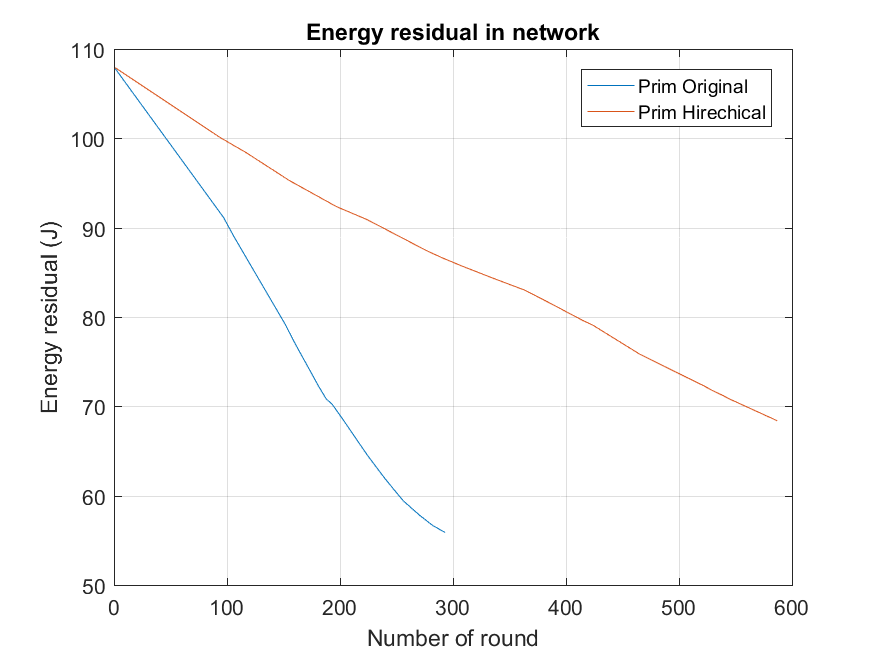 Energy residual in network
110
100
90
80
70
60
50
Energy residual (J)
Prim Original
Prim Hirechical
0 100 200 300 400 500 600
Number of round